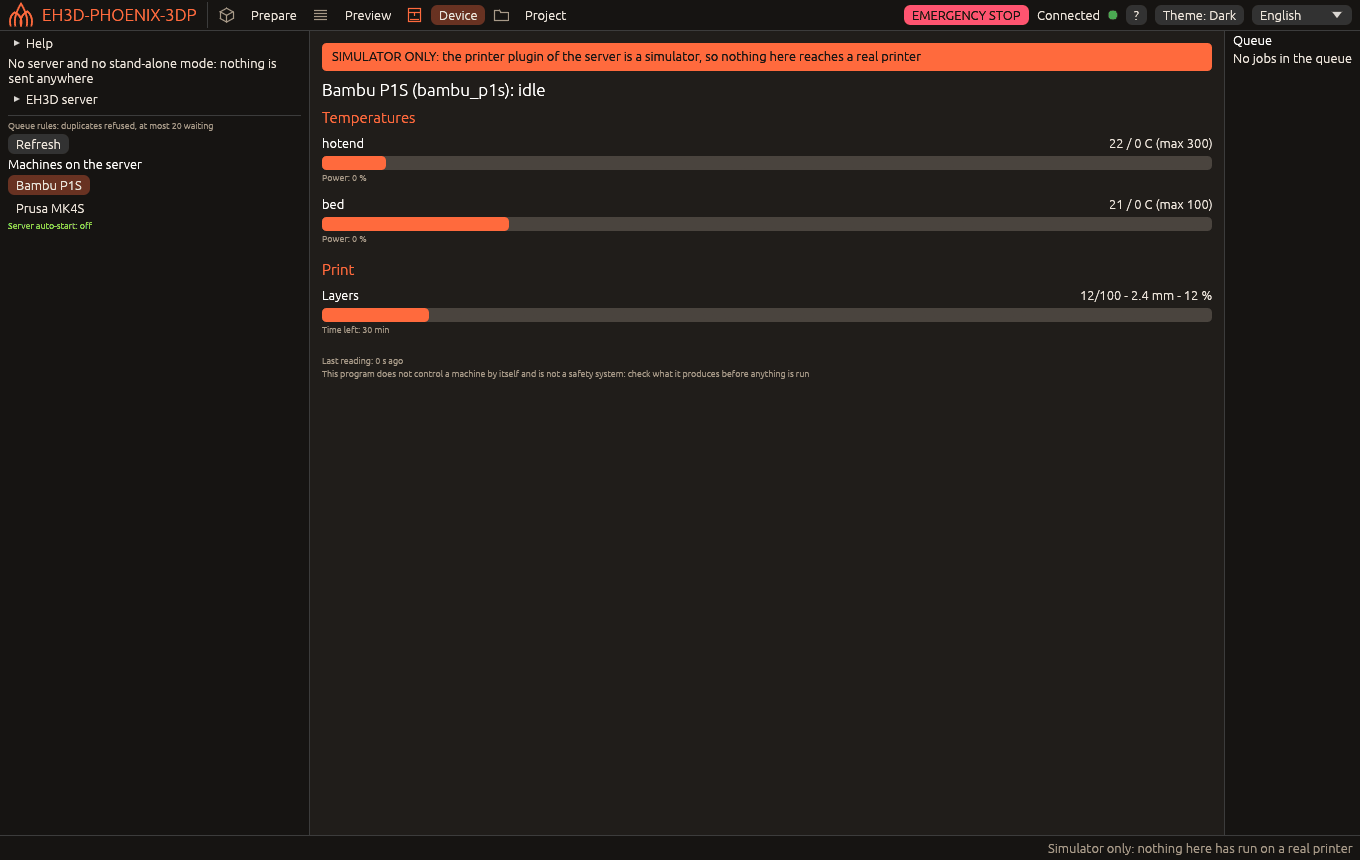 EH3D-PHOENIX-3DP Prepare Preview Device Project EMERGENCY STOP Connected ? Theme: Dark English
Help
No server and no stand-alone mode: nothing is
sent anywhere
EH3D server
Queue rules: duplicates refused, at most 20 waiting
Refresh
Machines on the server
Bambu P1S
Prusa MK4S
Server auto-start: off
SIMULATOR ONLY: the printer plugin of the server is a simulator, so nothing here reaches a real printer
Bambu P1S (bambu_p1s): idle
Temperatures
hotend 22 / 0 C (max 300)
Power: 0 %
bed 21 / 0 C (max 100)
Power: 0 %
Print
Layers 12/100 - 2.4 mm - 12 %
Time left: 30 min
Last reading: 0 s ago
This program does not control a machine by itself and is not a safety system: check what it produces before anything is run
Queue
No jobs in the queue
Simulator only: nothing here has run on a real printer